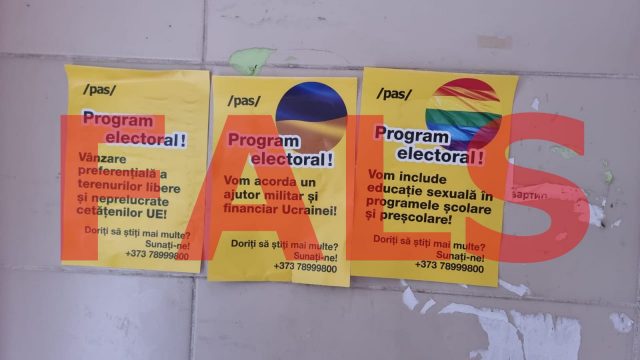 /pas/
Program
electoral!
Vânzare
preferențială a
terenurilor libere
și neprelucrate
cetățenilor UE!
Doriți să știți mai multe?
Sunați-ne!
+373 78999800
/pas/
Program
electoral!
Vom acorda un
ajutor militar și
financiar Ucrainei!
Doriți să știți mai multe?
Sunați-ne!
+373 78999800
/pas/
Program
electoral!
Vom include
educație sexuală în
programele școlare
și preșcolare!
Doriți să știți mai multe?
Sunați-ne!
+373 78999800
FALS